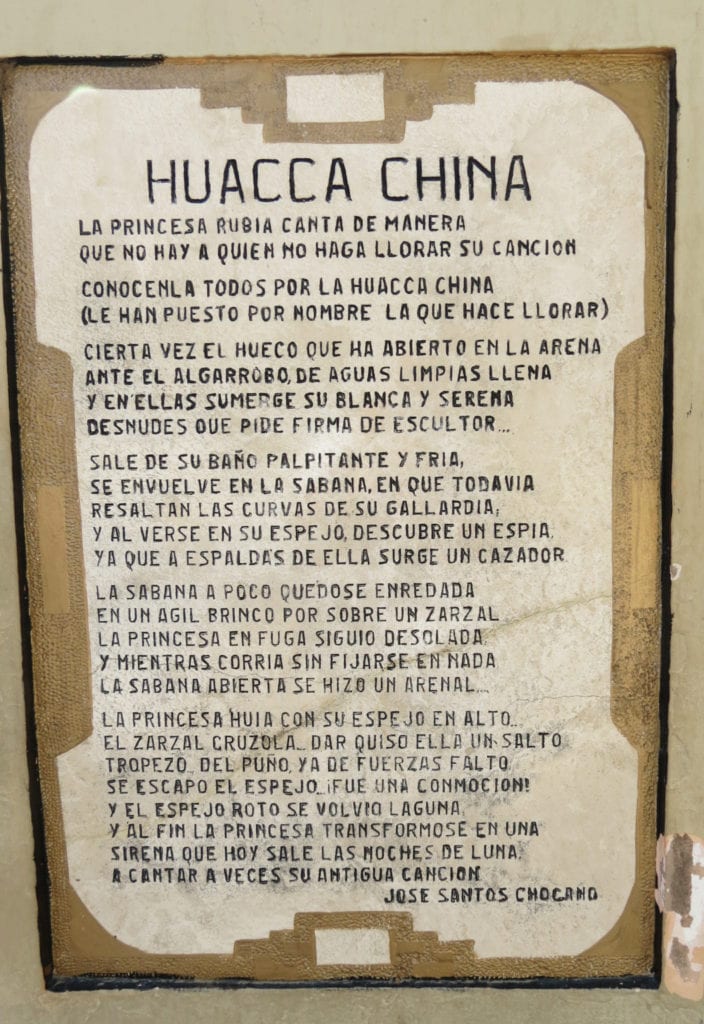 HUACCA CHINA
LA PRINCESA RUBIA CANTA DE MANERA
QUE NO HAY A QUIEN NO HAGA LLORAR SU CANCION
CONOCENLA TODOS POR LA HUACCA CHINA
(LE HAN PUESTO POR NOMBRE LA QUE HACE LLORAR)
CIERTA VEZ EL HUECO QUE HA ABIERTO EN LA ARENA
ANTE EL ALGARROBO, DE AGUAS LIMPIAS LLENA
Y EN ELLAS SUMERGE SU BLANCA Y SERENA
DESNUDES QUE PIDE FIRMA DE ESCULTOR...
SALE DE SU BAÑO PALPITANTE Y FRIA,
SE ENVUELVE EN LA SABANA, EN QUE TODAVIA
RESALTAN LAS CURVAS DE SU GALLARDIA;
Y AL VERSE EN SU ESPEJO, DESCUBRE UN ESPIA.
YA QUE A ESPALDAS DE ELLA SURGE UN CAZADOR
LA SABANA A POCO QUEDOSE ENREDADA
EN UN AGIL BRINCO POR SOBRE UN ZARZAL
LA PRINCESA EN FUGA SIGUIO DESOLADA.
Y MIENTRAS CORRIA SIN FIJARSE EN NADA
LA SABANA ABIERTA SE HIZO UN ARENAL...
LA PRINCESA HUIA CON SU ESPEJO EN ALTO...
EL ZARZAL CRUZOLA... DAR QUISO ELLA UN SALTO
TROPEZO... DEL PUÑO, YA DE FUERZAS FALTO,
SE ESCAPO EL ESPEJO. ¡FUE UNA CONMOCION!
Y EL ESPEJO ROTO SE VOLVIO LAGUNA,
Y AL FIN LA PRINCESA TRANSFORMOSE EN UNA
SIRENA QUE HOY SALE LAS NOCHES DE LUNA,
A CANTAR A VECES SU ANTIGUA CANCION
JOSE SANTOS CHOCANO